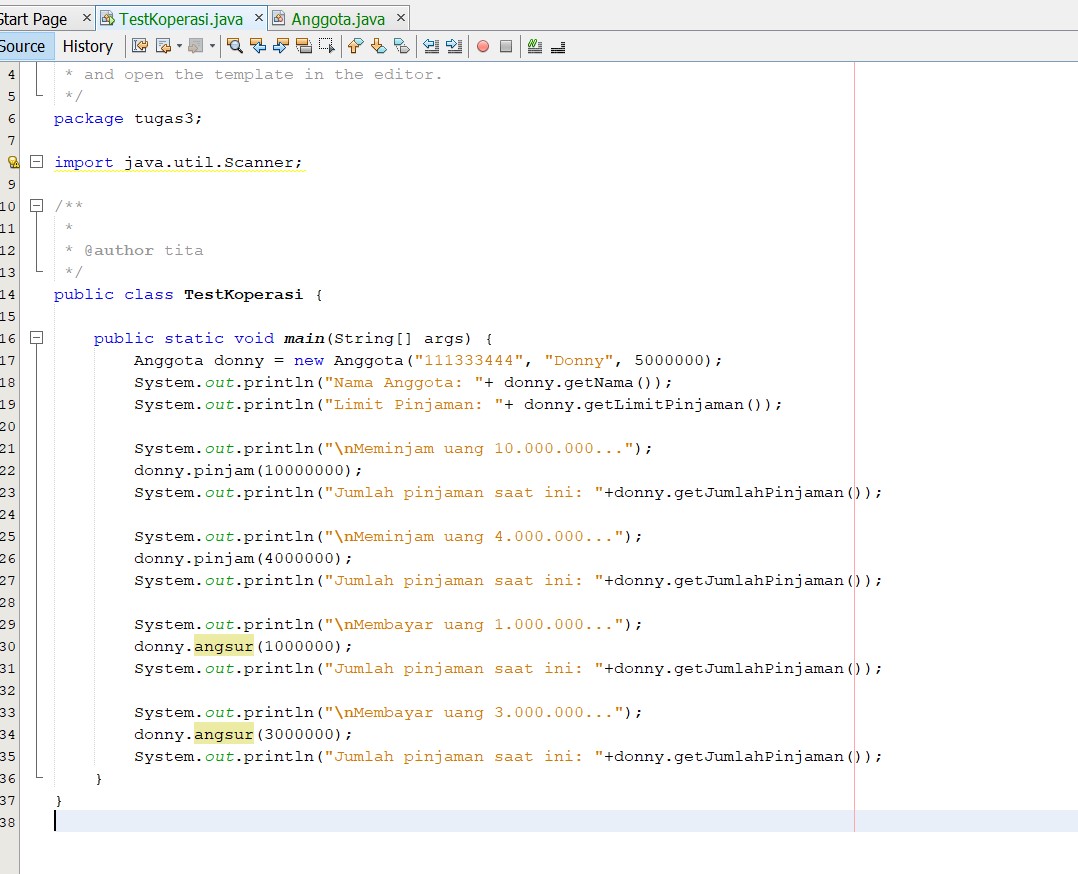 Start Page × TestKoperasi.java × Anggota.java ×
Source History
4 * and open the template in the editor.
5 */
6 package tugas3;
7
import java.util.Scanner;
9
10 /**
11 *
12 * @author tita
13 */
14 public class TestKoperasi {
15
16 public static void main(String[] args) {
17 Anggota donny = new Anggota("111333444", "Donny", 5000000);
18 System.out.println("Nama Anggota: "+ donny.getNama());
19 System.out.println("Limit Pinjaman: "+ donny.getLimitPinjaman());
20
21 System.out.println("\nMeminjam uang 10.000.000...");
22 donny.pinjam(10000000);
23 System.out.println("Jumlah pinjaman saat ini: "+donny.getJumlahPinjaman());
24
25 System.out.println("\nMeminjam uang 4.000.000...");
26 donny.pinjam(4000000);
27 System.out.println("Jumlah pinjaman saat ini: "+donny.getJumlahPinjaman());
28
29 System.out.println("\nMembayar uang 1.000.000...");
30 donny.angsur(1000000);
31 System.out.println("Jumlah pinjaman saat ini: "+donny.getJumlahPinjaman());
32
33 System.out.println("\nMembayar uang 3.000.000...");
34 donny.angsur(3000000);
35 System.out.println("Jumlah pinjaman saat ini: "+donny.getJumlahPinjaman());
36 }
37 }
38